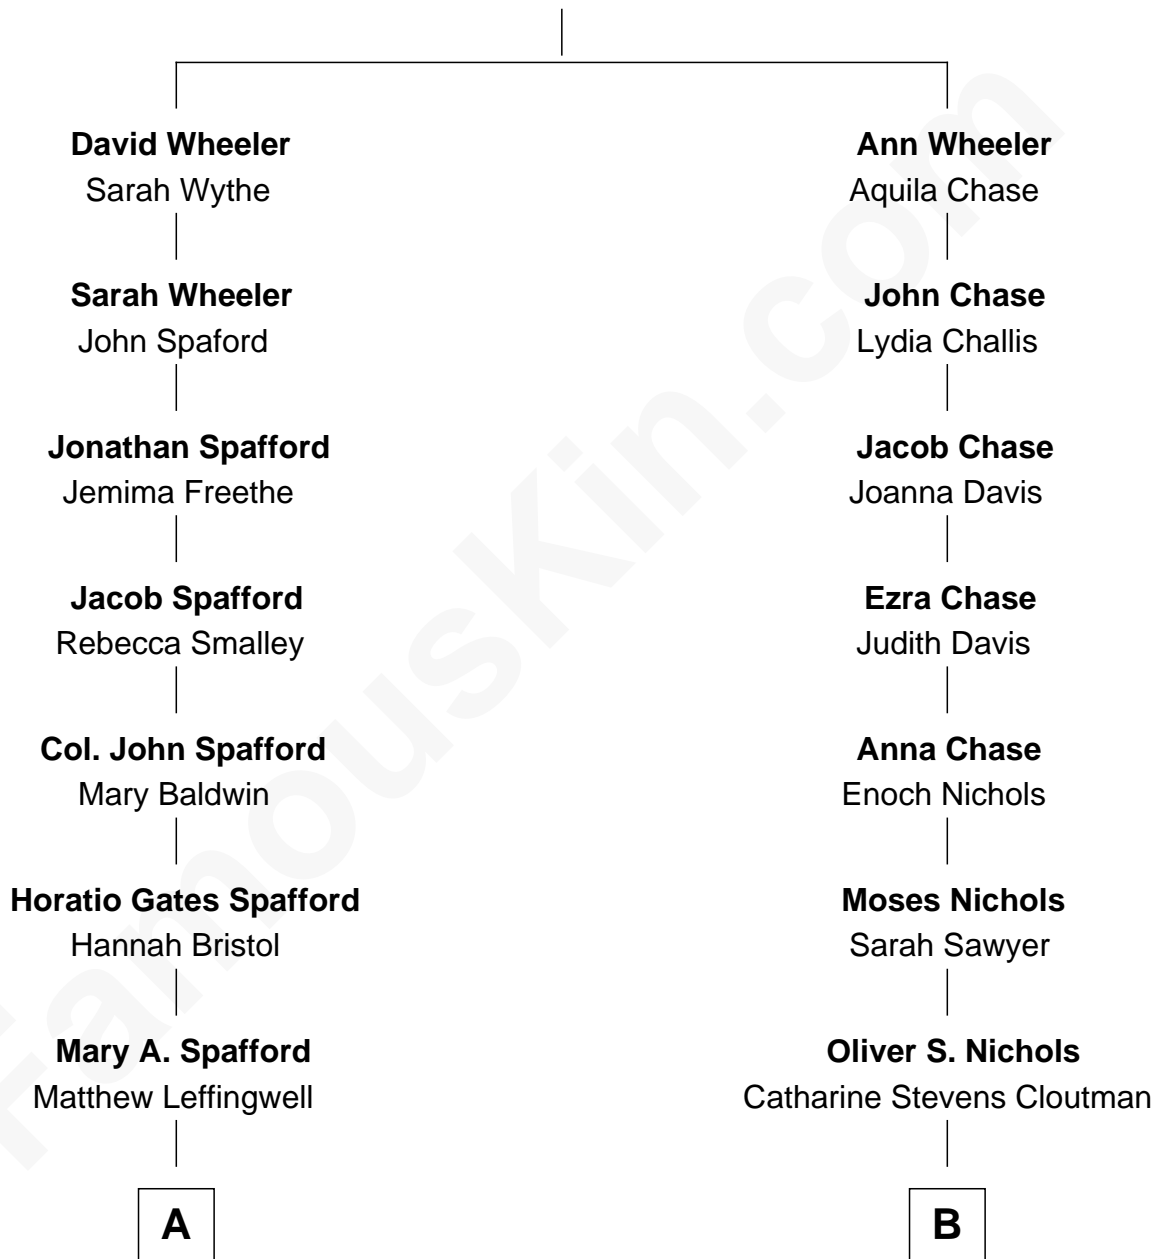 David Wheeler
Sarah Wythe
Sarah Wheeler
John Spaford
Jonathan Spafford
Jemima Freethe
Jacob Spafford
Rebecca Smalley
Col. John Spafford
Mary Baldwin
Horatio Gates Spafford
Hannah Bristol
Mary A. Spafford
Matthew Leffingwell
A
Ann Wheeler
Aquila Chase
John Chase
Lydia Challis
Jacob Chase
Joanna Davis
Ezra Chase
Judith Davis
Anna Chase
Enoch Nichols
Moses Nichols
Sarah Sawyer
Oliver S. Nichols
Catharine Stevens Cloutman
B
FamousKin.com